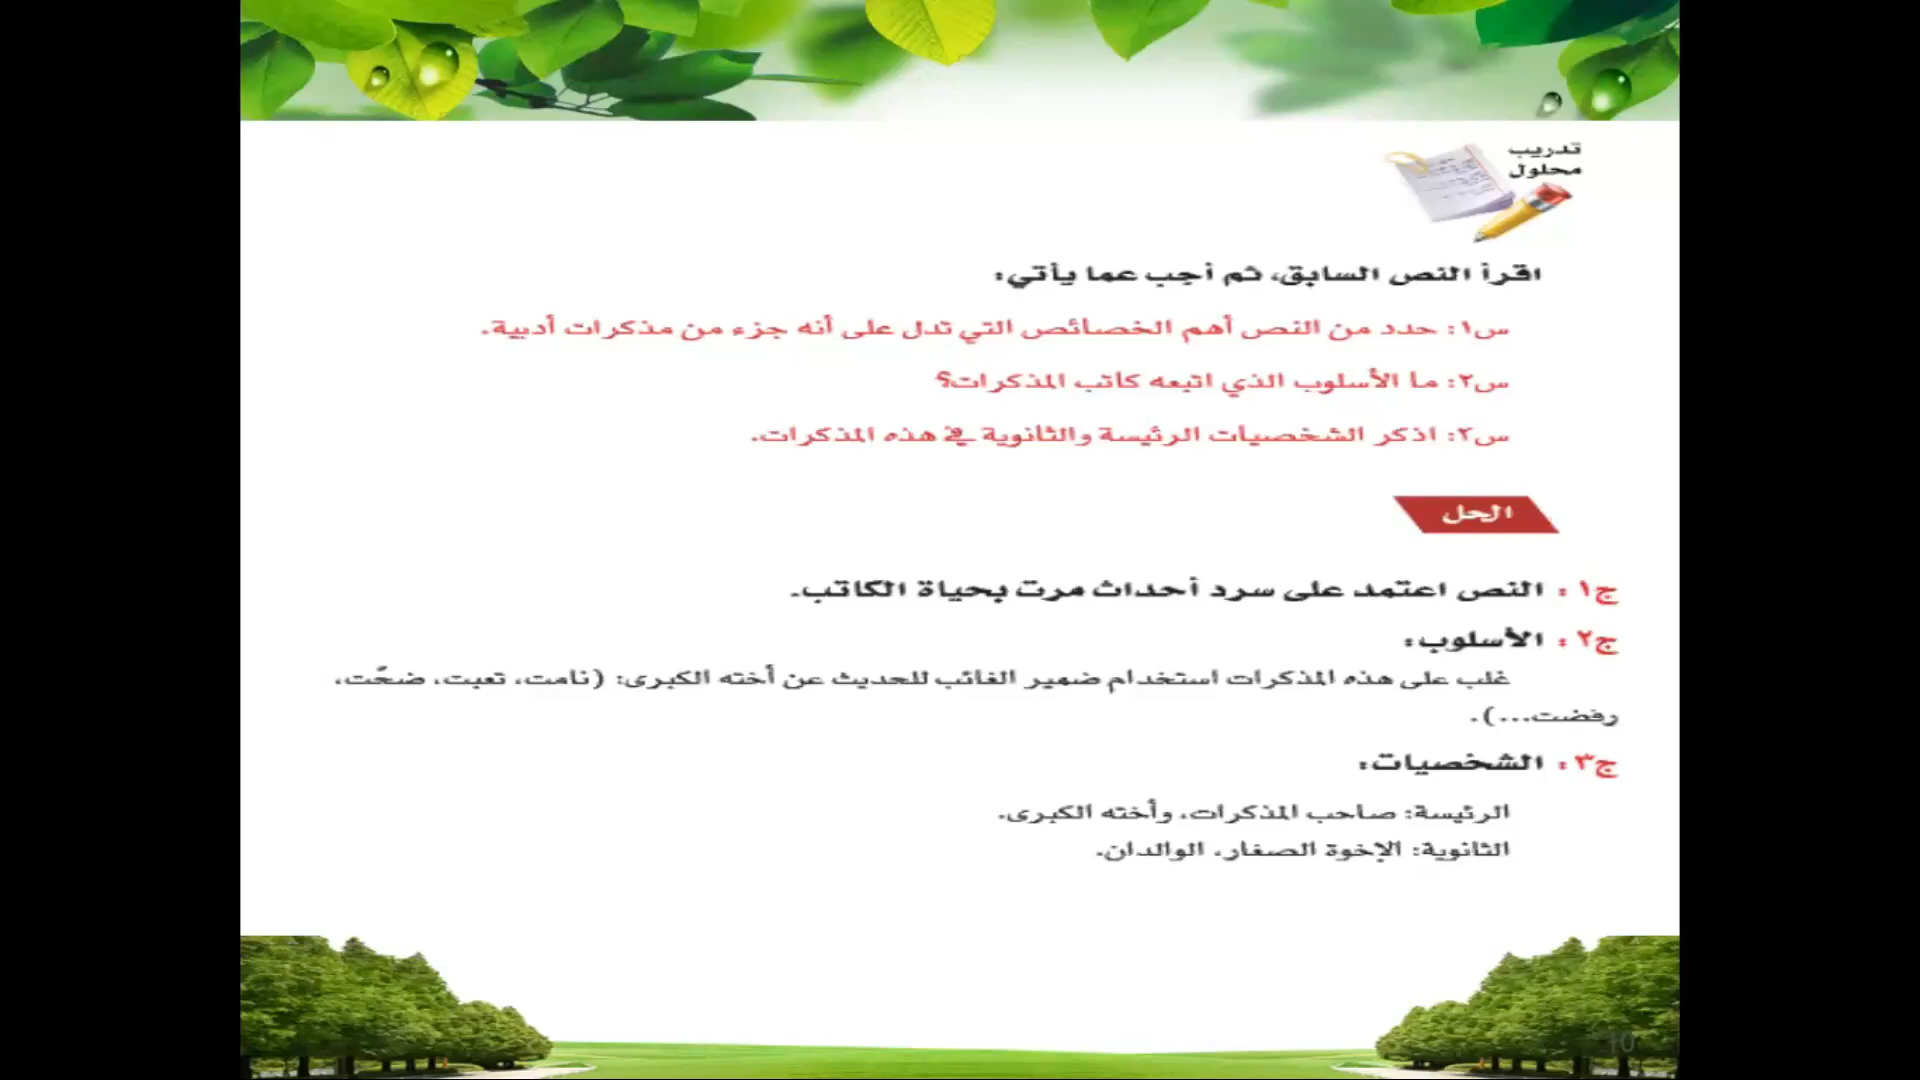 تدريب
محلول
اقرأ النص السابق، ثم أجب عما يأتي:
س١: حدد من النص أهم الخصائص التي تدل على أنه جزء من مذكرات أدبية.
س٢: ما الأسلوب الذي اتبعه كاتب المذكرات؟
س٢: اذكر الشخصيات الرئيسة والثانوية في هذه المذكرات.
الحل
ج١ : النص اعتمد على سرد أحداث مرت بحياة الكاتب.
ج٢ : الأسلوب:
غلب على هذه المذكرات استخدام ضمير الغائب للحديث عن أخته الكبرى: (نامت، تعبت، ضحّت،
رفضت...).
ج٣ : الشخصيات:
الرئيسة: صاحب المذكرات، وأخته الكبرى.
الثانوية: الإخوة الصغار، الوالدان.
10